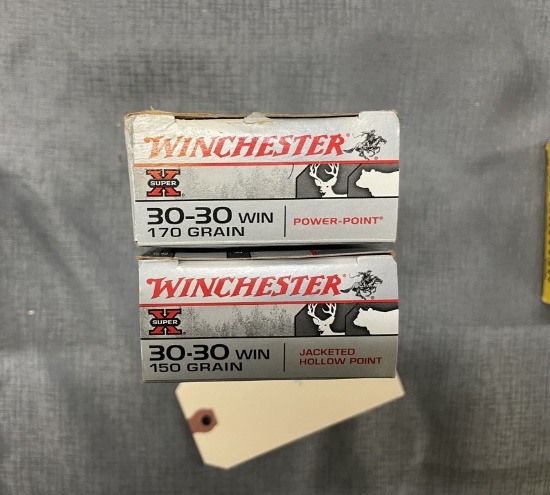 WINCHESTER
SUPER X
30-30 WIN
170 GRAIN
POWER-POINT®
WINCHESTER
SUPER X
30-30 WIN
150 GRAIN
JACKETED
HOLLOW POINT